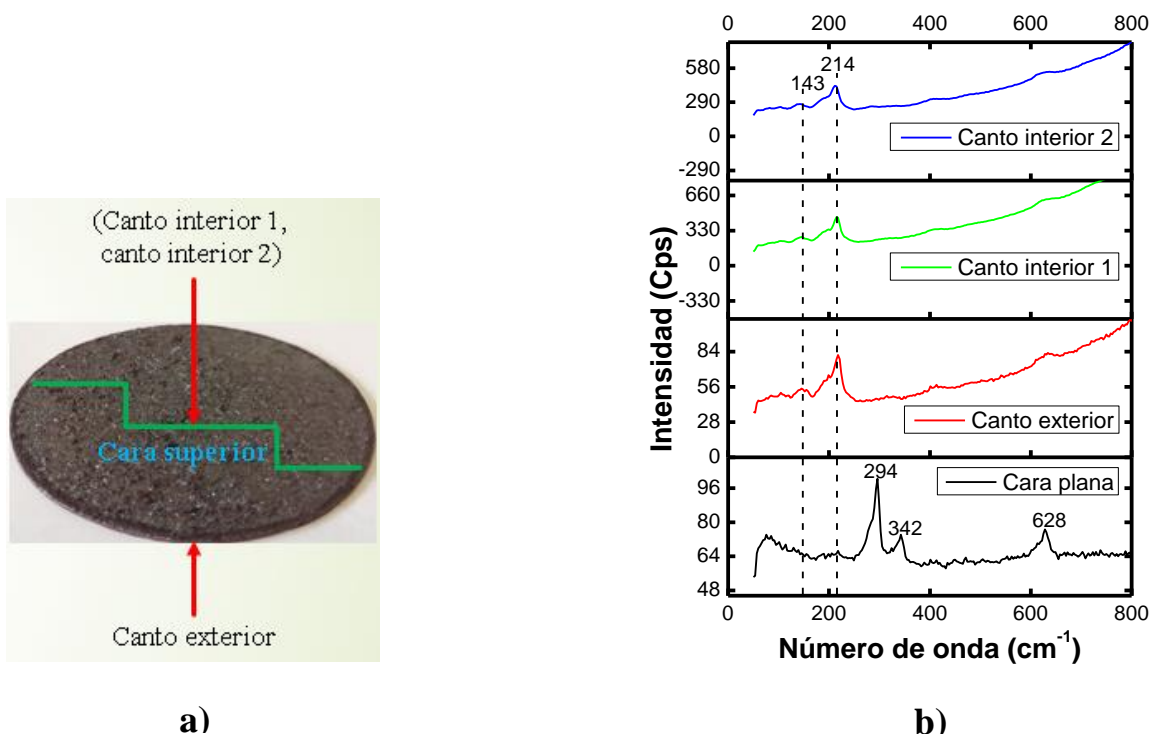 (Canto interior 1,
canto interior 2)
Cara superior
Canto exterior
a)
0 200 400 600 800
580
290
0
-290
143
214
Canto interior 2
660
330
0
-330
Canto interior 1
84
56
28
0
Canto exterior
96
80
64
48
294
342
628
Cara plana
0 200 400 600 800
Intensidad (Cps)
Número de onda (cm-1)
b)